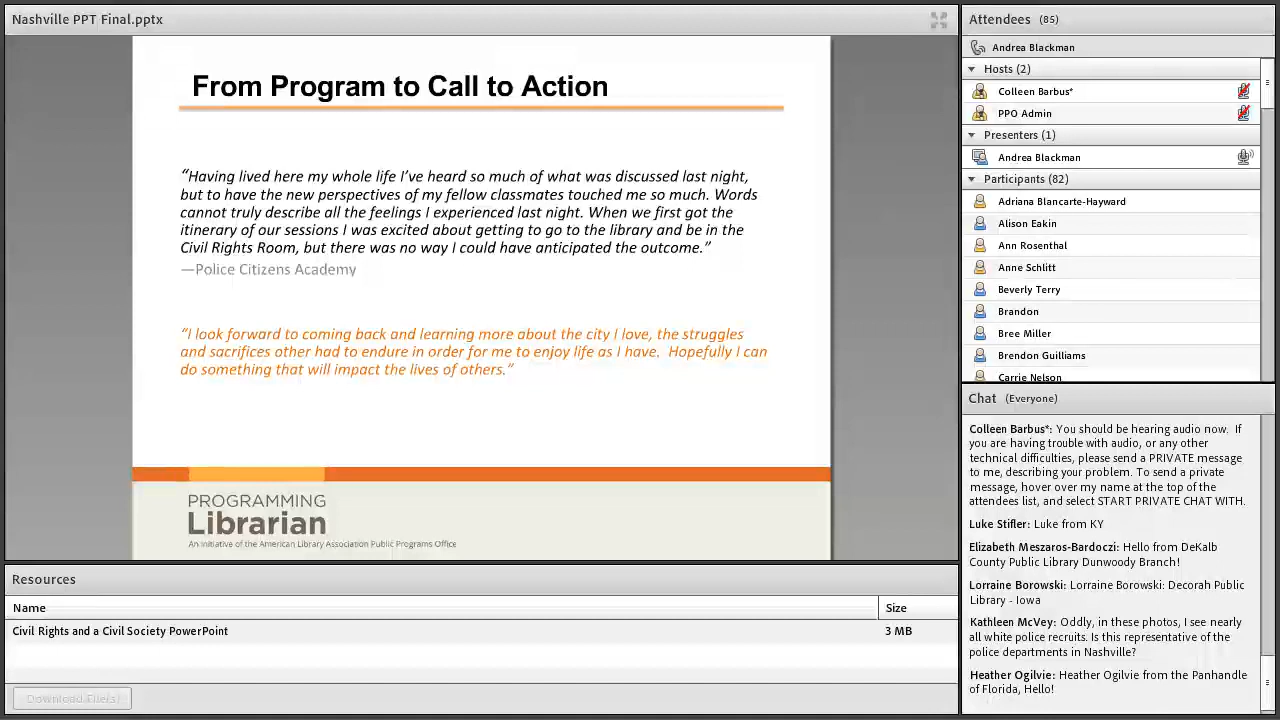 Nashville PPT Final.pptx
From Program to Call to Action
“Having lived here my whole life I’ve heard so much of what was discussed last night,
but to have the new perspectives of my fellow classmates touched me so much. Words
cannot truly describe all the feelings I experienced last night. When we first got the
itinerary of our sessions I was excited about getting to go to the library and be in the
Civil Rights Room, but there was no way I could have anticipated the outcome.”
—Police Citizens Academy
“I look forward to coming back and learning more about the city I love, the struggles
and sacrifices other had to endure in order for me to enjoy life as I have.  Hopefully I can
do something that will impact the lives of others.”
PROGRAMMING
Librarian
An initiative of the American Library Association Public Programs Office
Resources
Name Size
Civil Rights and a Civil Society PowerPoint 3 MB
Download File(s)
Attendees (85)
Andrea Blackman
Hosts (2)
Colleen Barbus*
PPO Admin
Presenters (1)
Andrea Blackman
Participants (82)
Adriana Blancarte-Hayward
Alison Eakin
Ann Rosenthal
Anne Schlitt
Beverly Terry
Brandon
Bree Miller
Brendon Guilliams
Carrie Nelson
Chat (Everyone)
Colleen Barbus*: You should be hearing audio now.  If
you are having trouble with audio, or any other
technical difficulties, please send a PRIVATE message
to me, describing your problem. To send a private
message, hover over my name at the top of the
attendees list, and select START PRIVATE CHAT WITH.
Luke Stifler: Luke from KY
Elizabeth Meszaros-Bardoczi: Hello from DeKalb
County Public Library Dunwoody Branch!
Lorraine Borowski: Lorraine Borowski: Decorah Public
Library - Iowa
Kathleen McVey: Oddly, in these photos, I see nearly
all white police recruits. Is this representative of the
police departments in Nashville?
Heather Ogilvie: Heather Ogilvie from the Panhandle
of Florida, Hello!